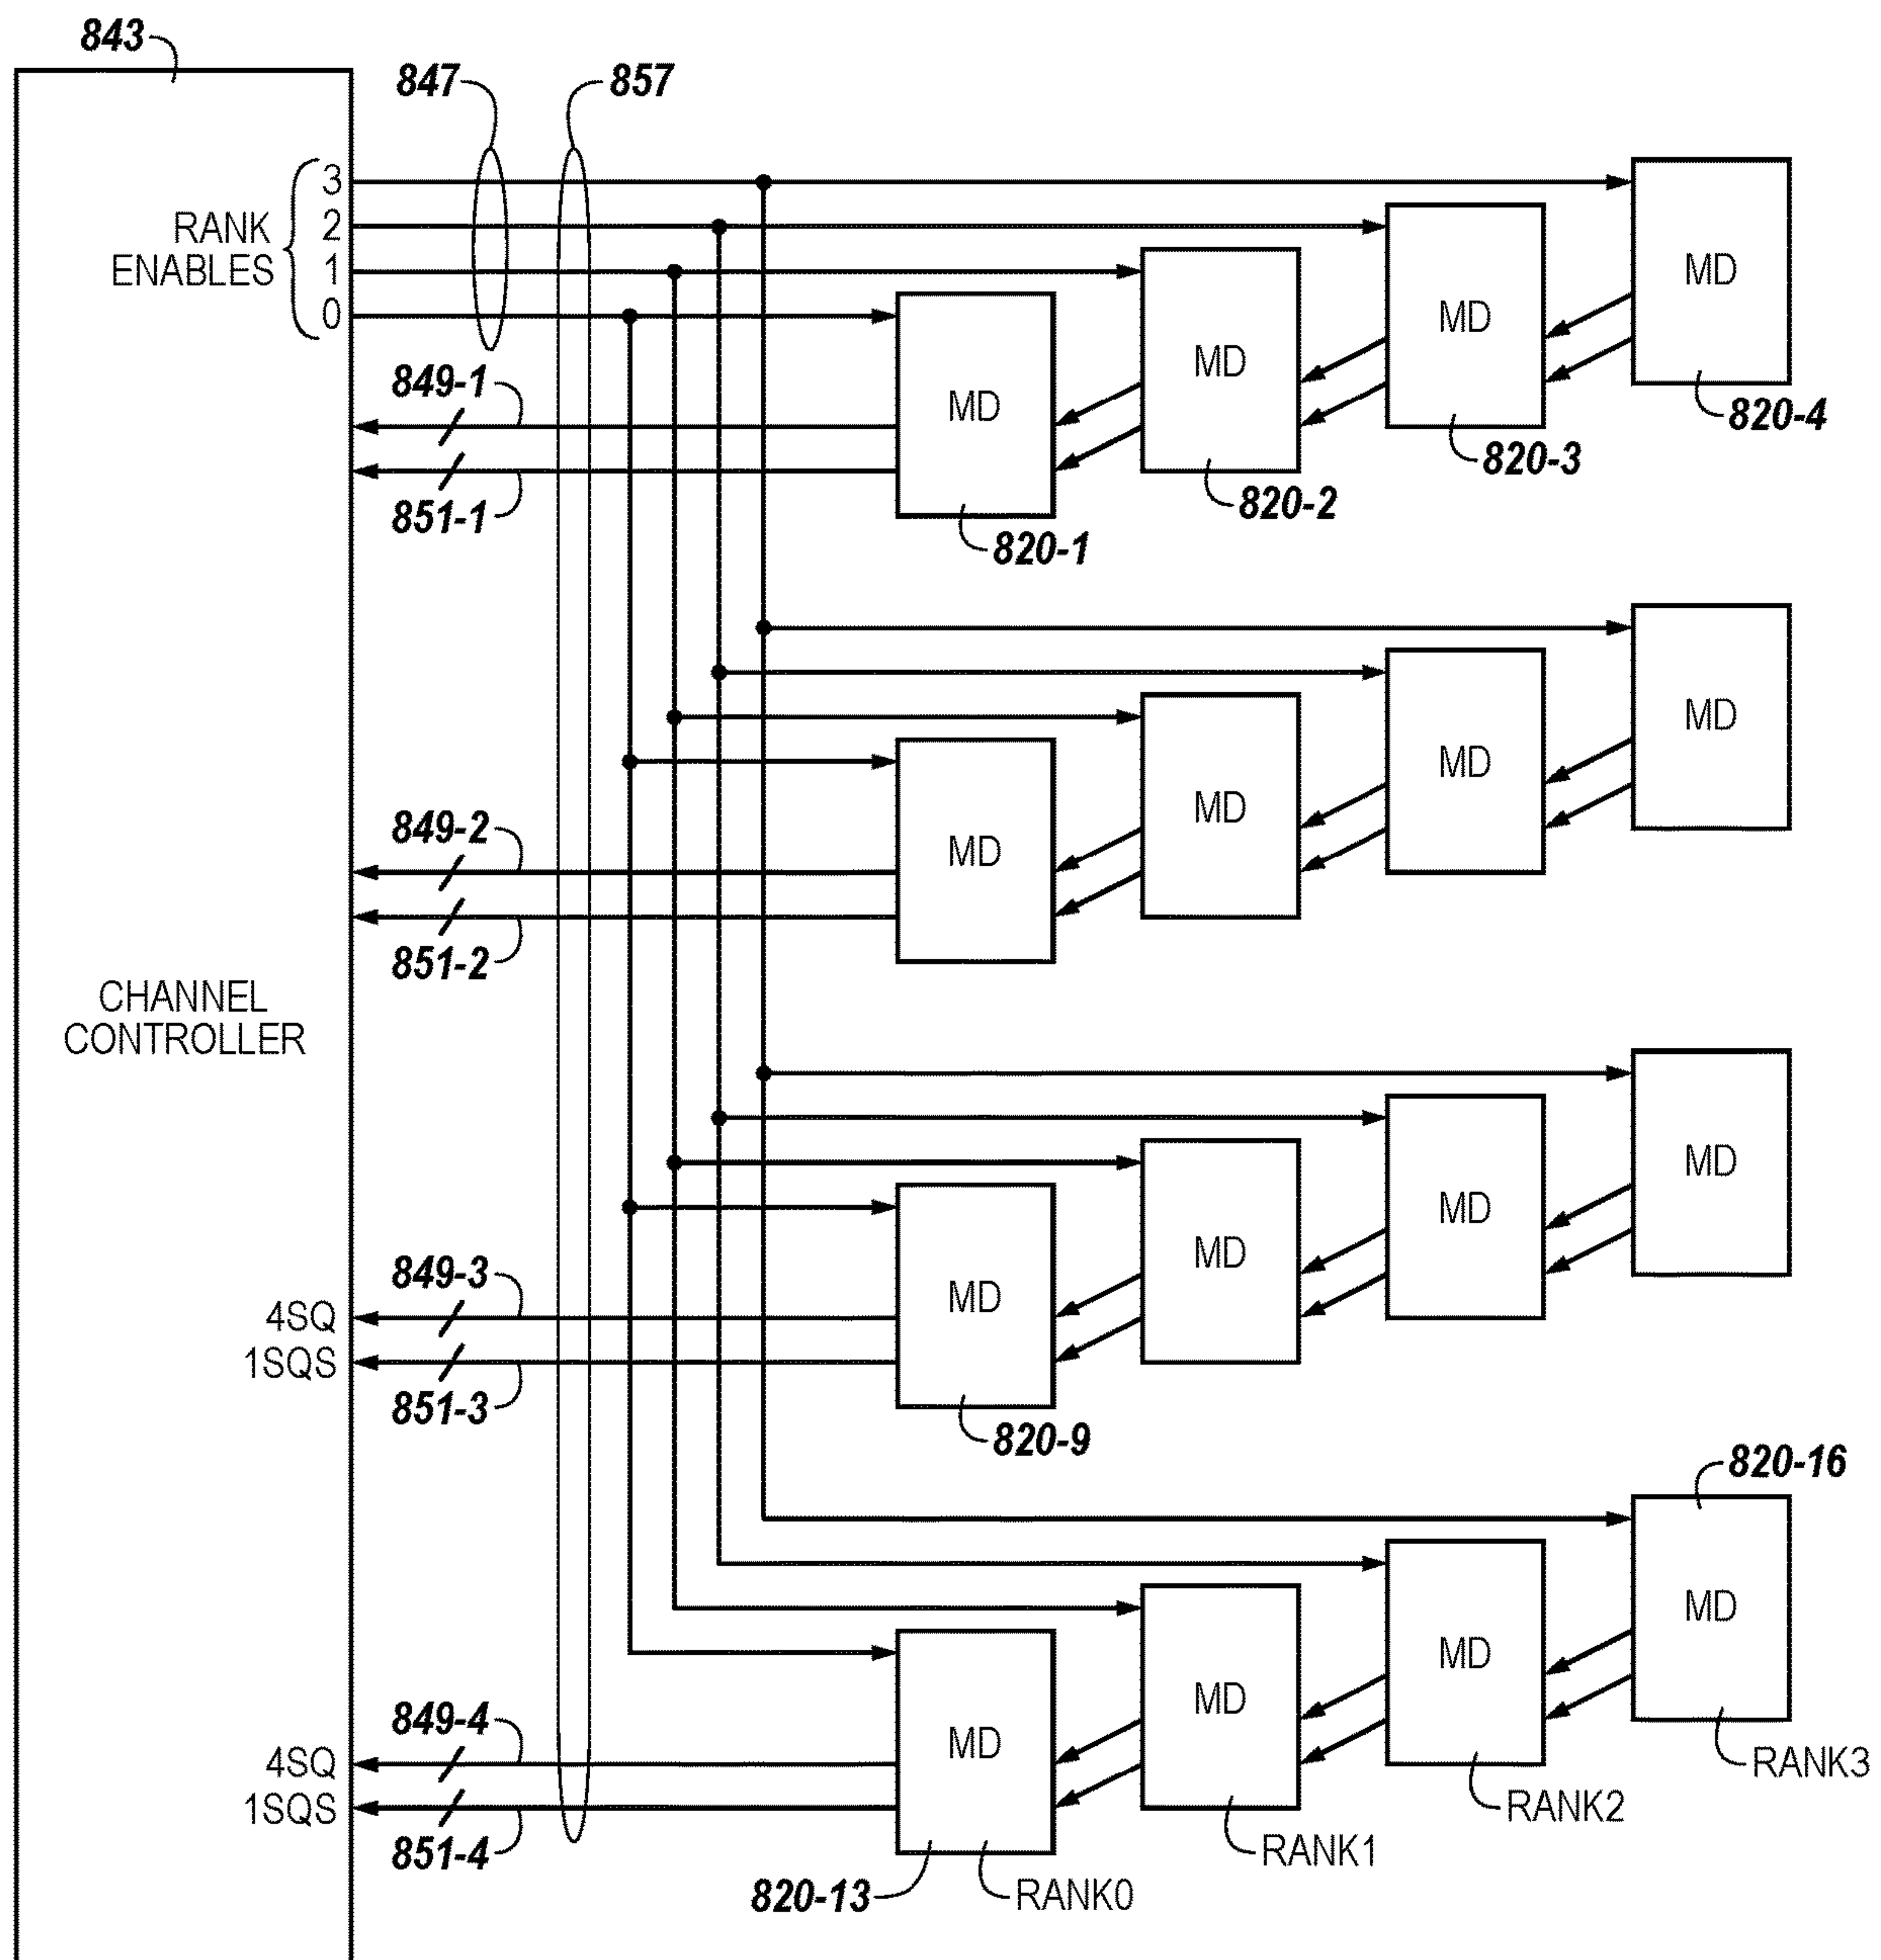 843
847
857
3
2
RANK
ENABLES
1
0
MD
MD
MD
MD
849-1
851-1
820-4
820-3
820-2
820-1
MD
MD
MD
MD
849-2
851-2
CHANNEL
CONTROLLER
MD
MD
MD
MD
849-3
4SQ
1SQS
851-3
820-9
820-16
MD
MD
MD
MD
849-4
4SQ
1SQS
851-4
RANK3
RANK2
RANK1
820-13
RANK0